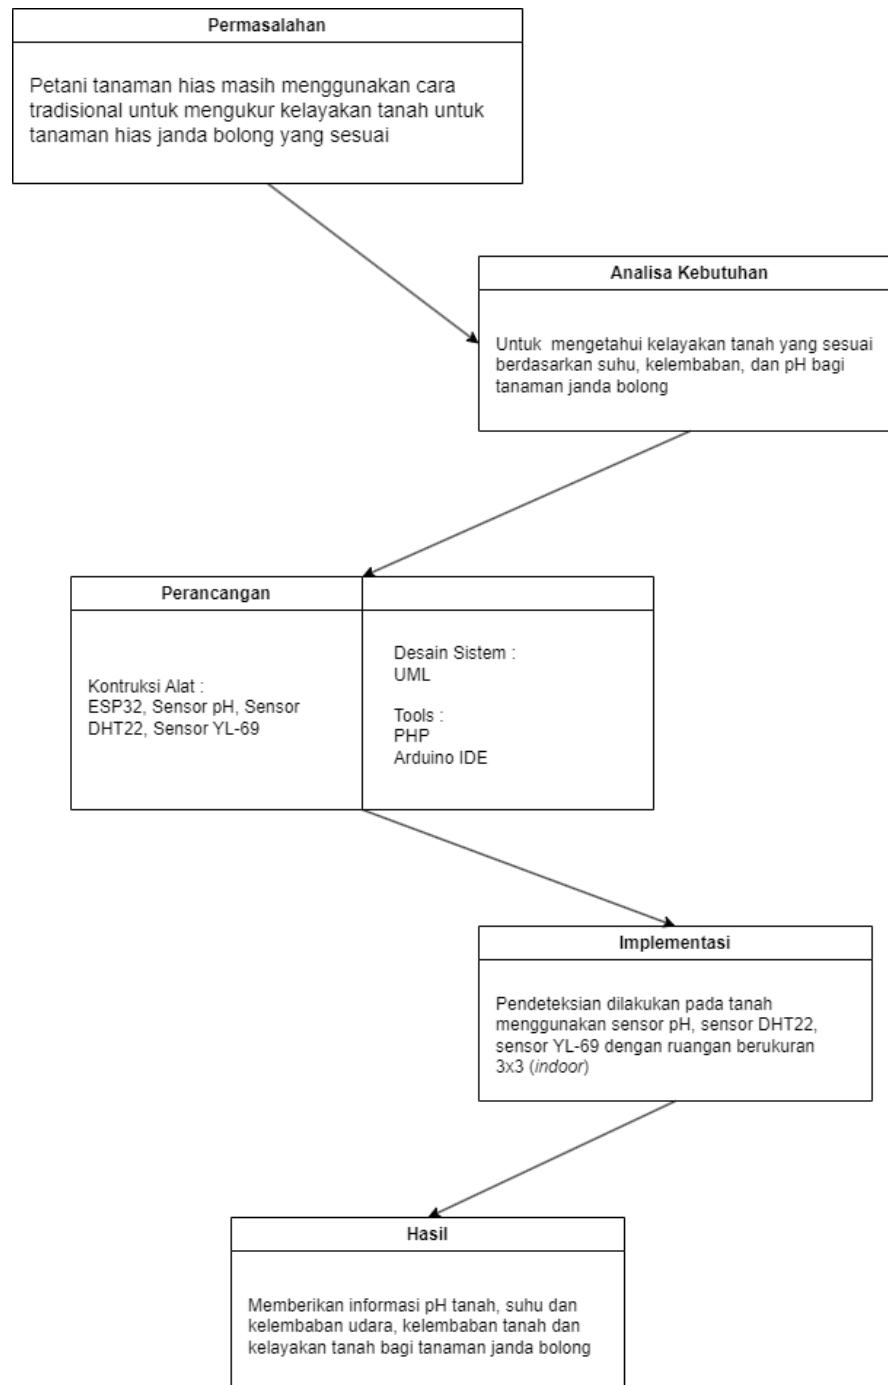 Permasalahan
Petani tanaman hias masih menggunakan cara
tradisional untuk mengukur kelayakan tanah untuk
tanaman hias janda bolong yang sesuai
Analisa Kebutuhan
Untuk  mengetahui kelayakan tanah yang sesuai
berdasarkan suhu, kelembaban, dan pH bagi
tanaman janda bolong
Perancangan
Kontruksi Alat :
ESP32, Sensor pH, Sensor
DHT22, Sensor YL-69
Desain Sistem :
UML
Tools :
PHP
Arduino IDE
Implementasi
Pendeteksian dilakukan pada tanah
menggunakan sensor pH, sensor DHT22,
sensor YL-69 dengan ruangan berukuran
3x3 (indoor)
Hasil
Memberikan informasi pH tanah, suhu dan
kelembaban udara, kelembaban tanah dan
kelayakan tanah bagi tanaman janda bolong